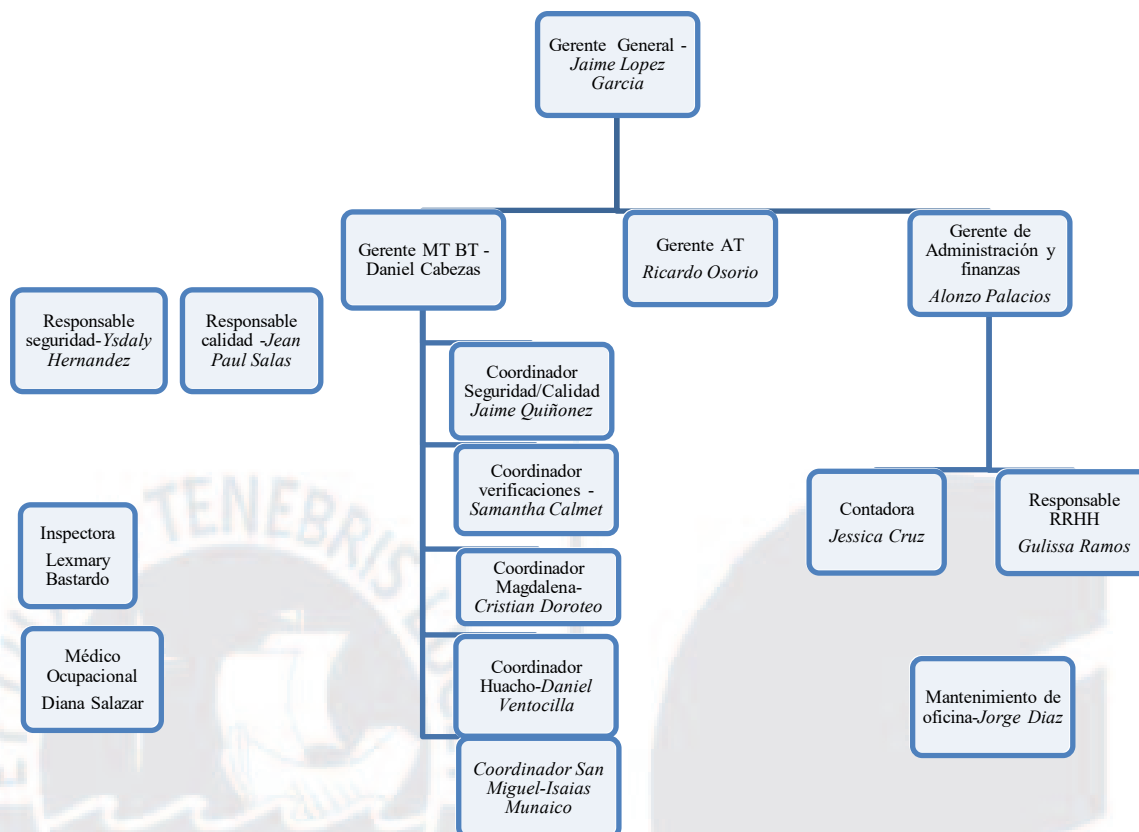 Gerente General -
Jaime Lopez
Garcia
Gerente MT BT -
Daniel Cabezas
Gerente AT
Ricardo Osorio
Gerente de
Administración y
finanzas
Alonzo Palacios
Responsable
seguridad-Ysdaly
Hernandez
Responsable
calidad -Jean
Paul Salas
Coordinador
Seguridad/Calidad
Jaime Quiñonez
Coordinador
verificaciones -
Samantha Calmet
Contadora
Jessica Cruz
Responsable
RRHH
Gulissa Ramos
Inspectora
Lexmary
Bastardo
Coordinador
Magdalena-
Cristian Doroteo
Médico
Ocupacional
Diana Salazar
Coordinador
Huacho-Daniel
Ventocilla
Mantenimiento de
oficina-Jorge Diaz
Coordinador San
Miguel-Isaias
Munaico
TENEBRIS